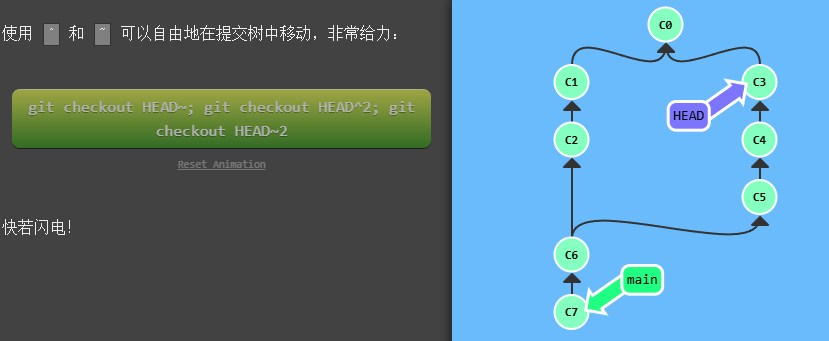 使用 ^ 和 ~ 可以自由地在提交树中移动，非常给力：
git checkout HEAD~; git checkout HEAD^2; git
checkout HEAD~2
Reset Animation
快若闪电！
C0
C1
C3
HEAD
C2
C4
C5
C6
main
C7